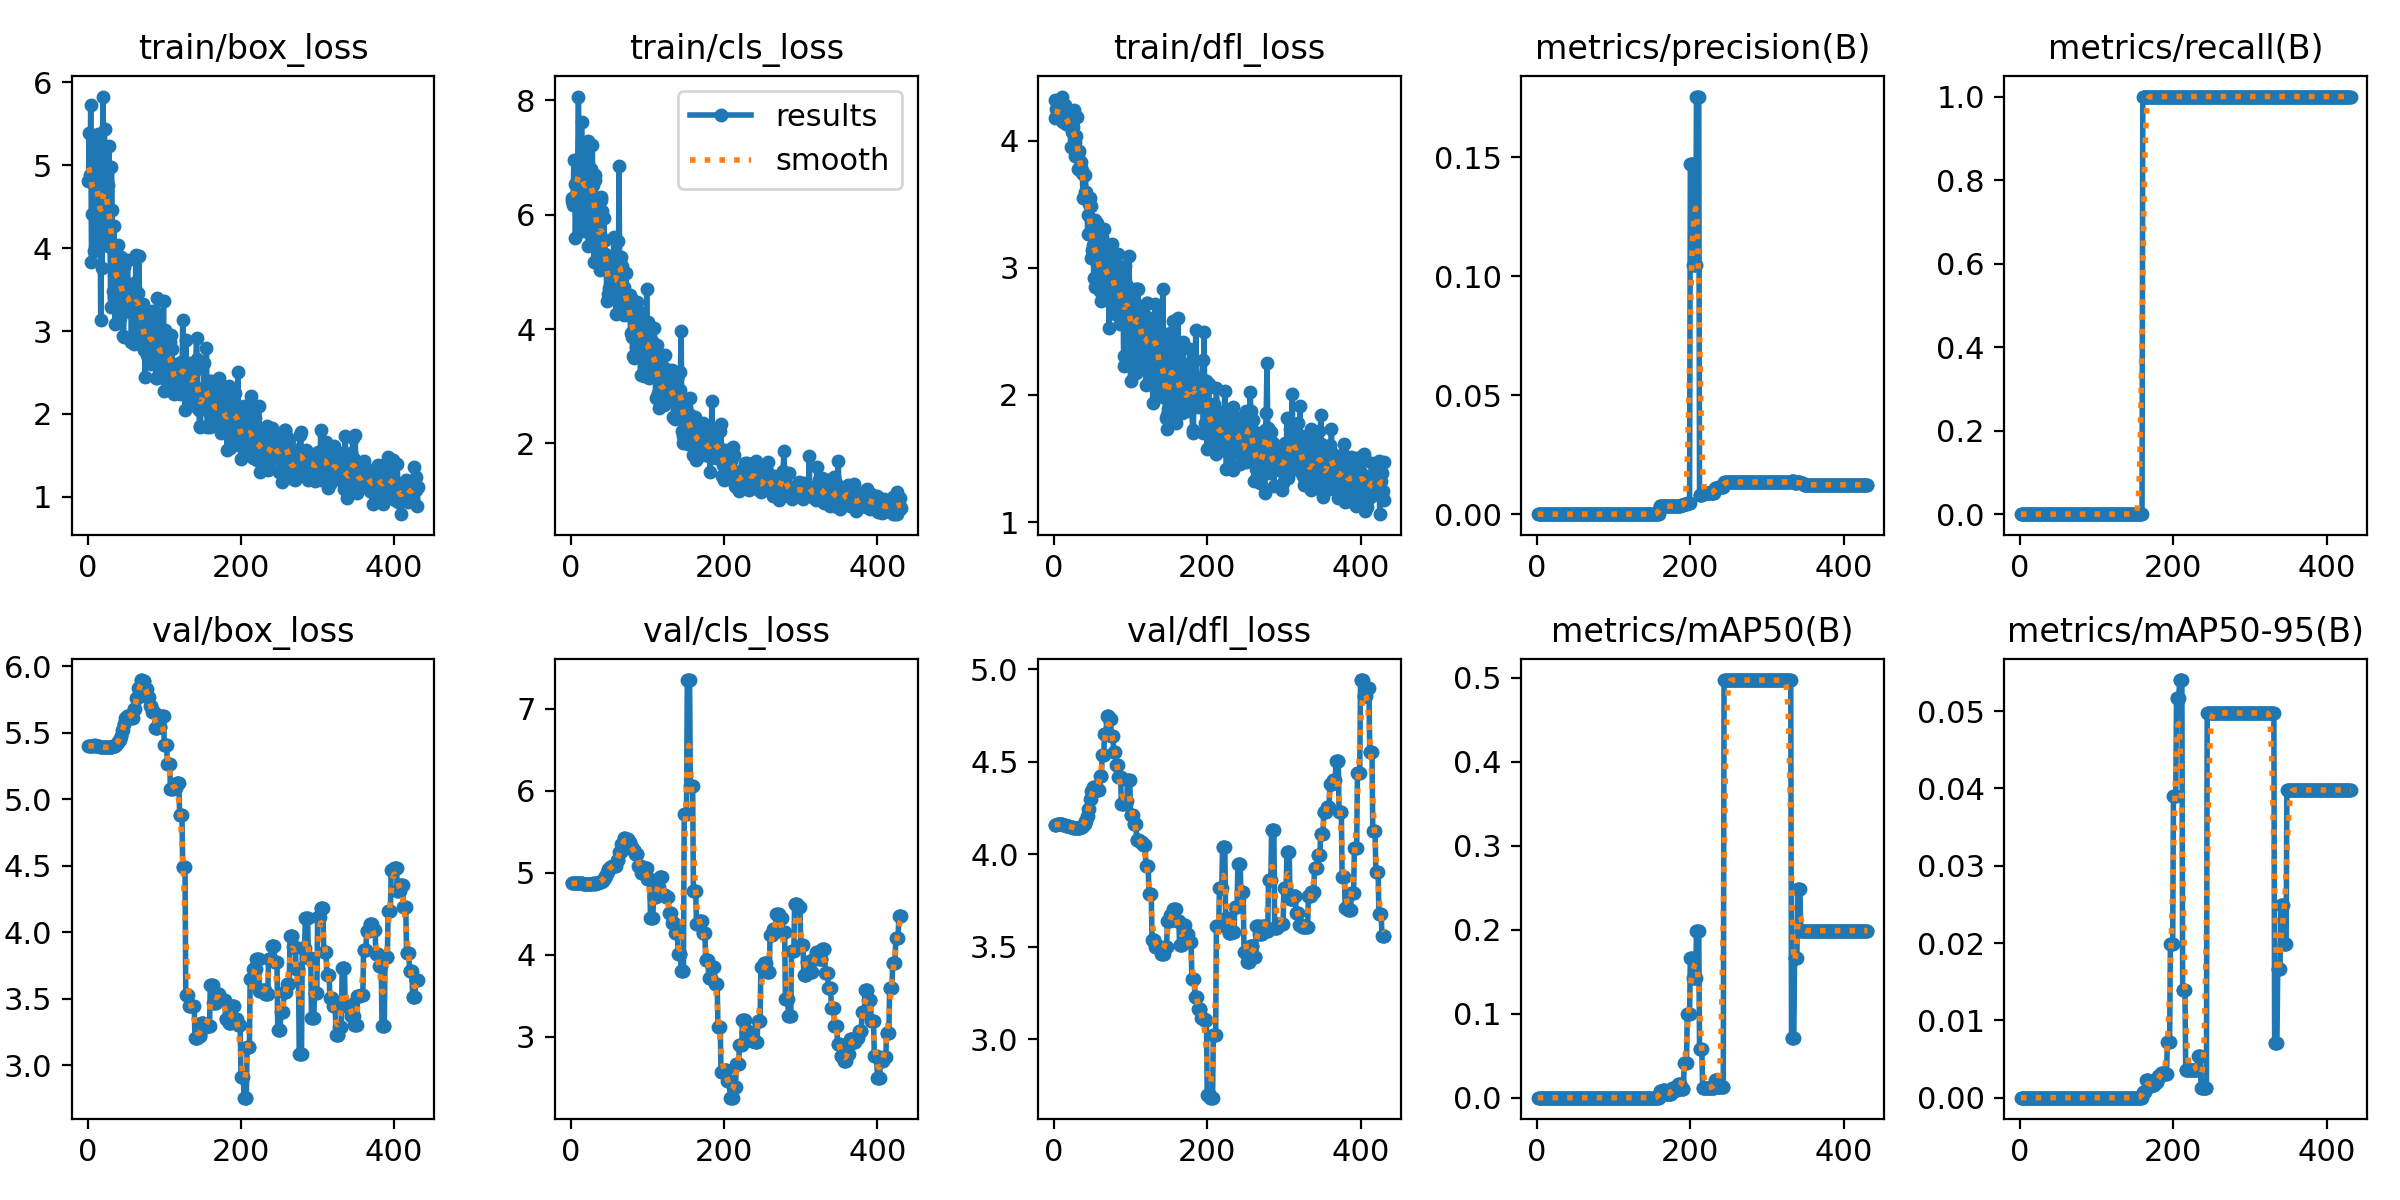 train/box_loss
train/cls_loss
train/dfl_loss
metrics/precision(B)
metrics/recall(B)
6
5
4
3
2
1
0 200 400
8
6
4
2
0 200 400
results
smooth
4
3
2
1
0 200 400
0.15
0.10
0.05
0.00
0 200 400
1.0
0.8
0.6
0.4
0.2
0.0
0 200 400
val/box_loss
val/cls_loss
val/dfl_loss
metrics/mAP50(B)
metrics/mAP50-95(B)
6.0
5.5
5.0
4.5
4.0
3.5
3.0
0 200 400
7
6
5
4
3
0 200 400
5.0
4.5
4.0
3.5
3.0
0 200 400
0.5
0.4
0.3
0.2
0.1
0.0
0 200 400
0.05
0.04
0.03
0.02
0.01
0.00
0 200 400